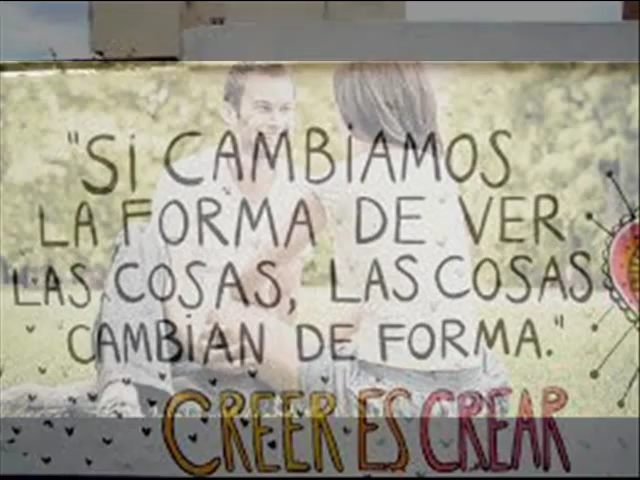 "Si CAMBiAMOS
LA FORMA DE VER
LAS COSAS, LAS COSAS
CAMBiAN DE FORMA."
CREER ES CREAR